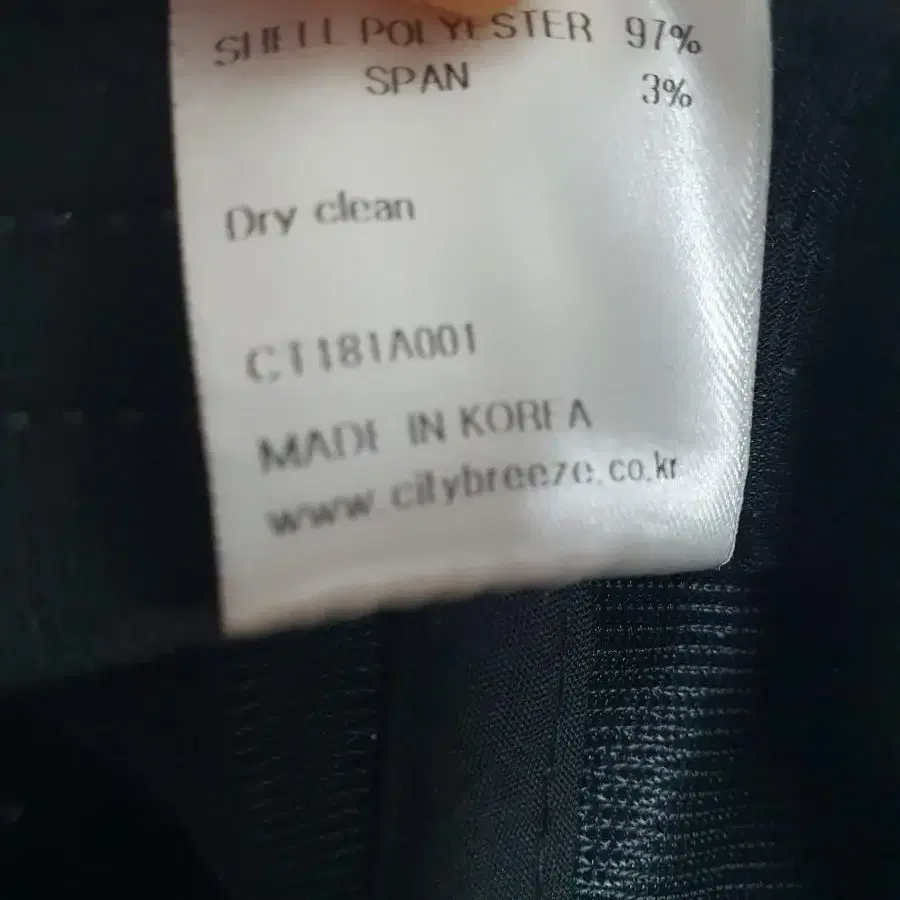 SHELL POLYESTER 97%
SPAN 3%
Dry clean
CT181A001
MADE IN KOREA
www.citybreeze.co.kr